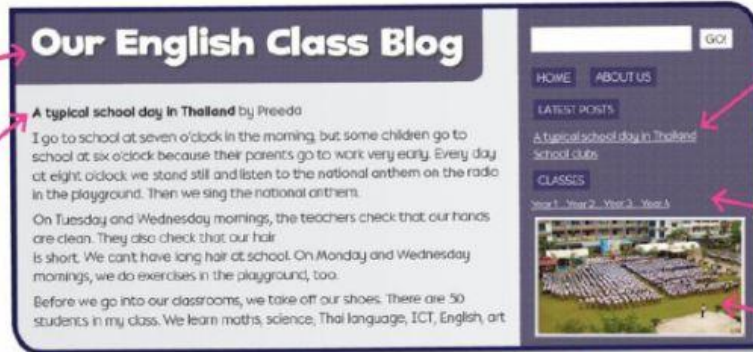 Our English Class Blog
A typical school day in Thailand by Preeda
I go to school at seven o'clock in the morning, but some children go to
school at six o'clock because their parents go to work very early. Every day
at eight o'clock we stand still and listen to the national anthem on the radio
in the playground. Then we sing the national anthem.
On Tuesday and Wednesday mornings, the teachers check that our hands
are clean. They also check that our hair
is short. We can't have long hair at school. On Monday and Wednesday
mornings, we do exercises in the playground, too.
Before we go into our classrooms, we take off our shoes. There are 50
students in my class. We learn maths, science, Thai language, ICT, English, art
GO!
HOME ABOUT US
LATEST POSTS
A typical school day in Thailand
School clubs
CLASSES
Year 1 Year 2 Year 3 Year 4